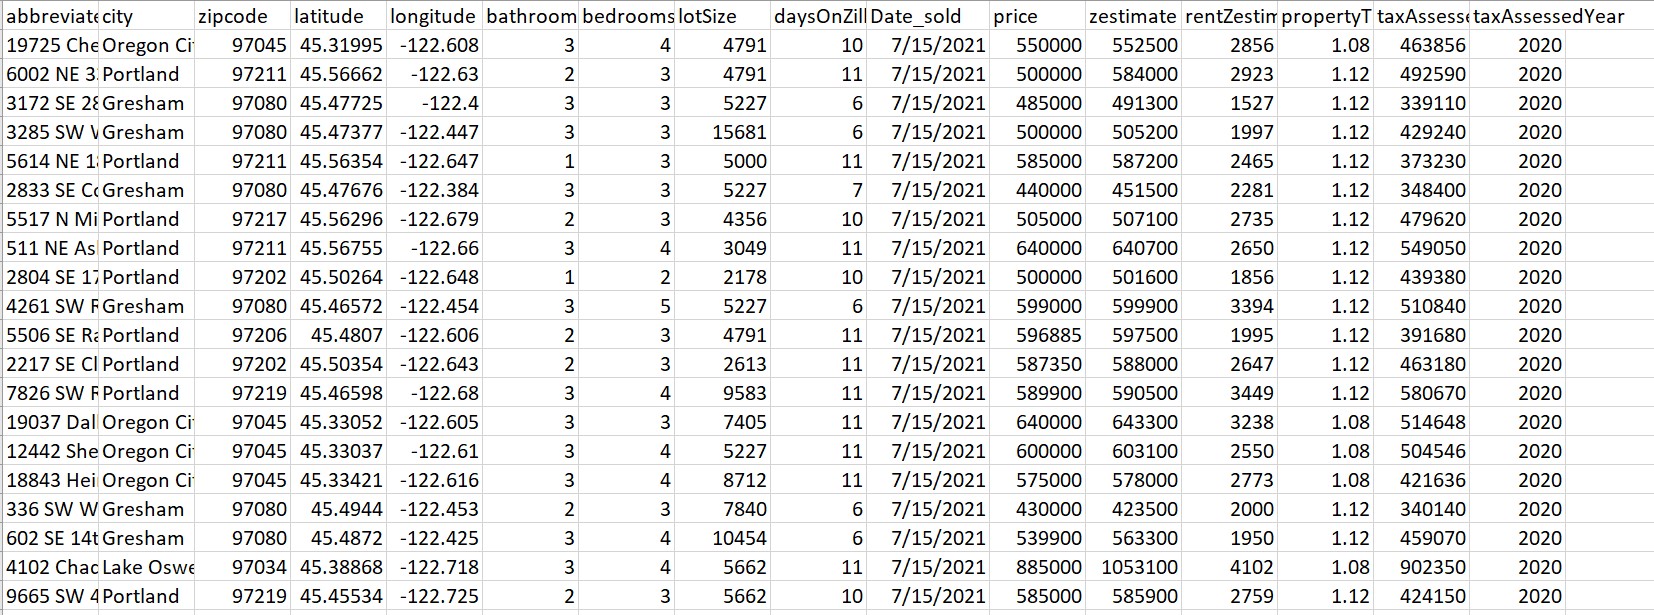 abbreviate city zipcode latitude longitude bathroom bedrooms lotSize daysOnZill Date_sold price zestimate rentZestim propertyT taxAssesse taxAssessedYear
19725 Che Oregon Cit 97045 45.31995 -122.608 3 4 4791 10 7/15/2021 550000 552500 2856 1.08 463856 2020
6002 NE 3 Portland 97211 45.56662 -122.63 2 3 4791 11 7/15/2021 500000 584000 2923 1.12 492590 2020
3172 SE 28 Gresham 97080 45.47725 -122.4 3 3 5227 6 7/15/2021 485000 491300 1527 1.12 339110 2020
3285 SW W Gresham 97080 45.47377 -122.447 3 3 15681 6 7/15/2021 500000 505200 1997 1.12 429240 2020
5614 NE 18 Portland 97211 45.56354 -122.647 1 3 5000 11 7/15/2021 585000 587200 2465 1.12 373230 2020
2833 SE Co Gresham 97080 45.47676 -122.384 3 3 5227 7 7/15/2021 440000 451500 2281 1.12 348400 2020
5517 N Mi Portland 97217 45.56296 -122.679 2 3 4356 10 7/15/2021 505000 507100 2735 1.12 479620 2020
511 NE As Portland 97211 45.56755 -122.66 3 4 3049 11 7/15/2021 640000 640700 2650 1.12 549050 2020
2804 SE 17 Portland 97202 45.50264 -122.648 1 2 2178 10 7/15/2021 500000 501600 1856 1.12 439380 2020
4261 SW R Gresham 97080 45.46572 -122.454 3 5 5227 6 7/15/2021 599000 599900 3394 1.12 510840 2020
5506 SE Ra Portland 97206 45.4807 -122.606 2 3 4791 11 7/15/2021 596885 597500 1995 1.12 391680 2020
2217 SE Cl Portland 97202 45.50354 -122.643 2 3 2613 11 7/15/2021 587350 588000 2647 1.12 463180 2020
7826 SW R Portland 97219 45.46598 -122.68 3 4 9583 11 7/15/2021 589900 590500 3449 1.12 580670 2020
19037 Dal Oregon Cit 97045 45.33052 -122.605 3 3 7405 11 7/15/2021 640000 643300 3238 1.08 514648 2020
12442 She Oregon Cit 97045 45.33037 -122.61 3 4 5227 11 7/15/2021 600000 603100 2550 1.08 504546 2020
18843 Hei Oregon Cit 97045 45.33421 -122.616 3 4 8712 11 7/15/2021 575000 578000 2773 1.08 421636 2020
336 SW W Gresham 97080 45.4944 -122.453 2 3 7840 6 7/15/2021 430000 423500 2000 1.12 340140 2020
602 SE 14t Gresham 97080 45.4872 -122.425 3 4 10454 6 7/15/2021 539900 563300 1950 1.12 459070 2020
4102 Chad Lake Oswe 97034 45.38868 -122.718 3 4 5662 11 7/15/2021 885000 1053100 4102 1.08 902350 2020
9665 SW 4 Portland 97219 45.45534 -122.725 2 3 5662 10 7/15/2021 585000 585900 2759 1.12 424150 2020